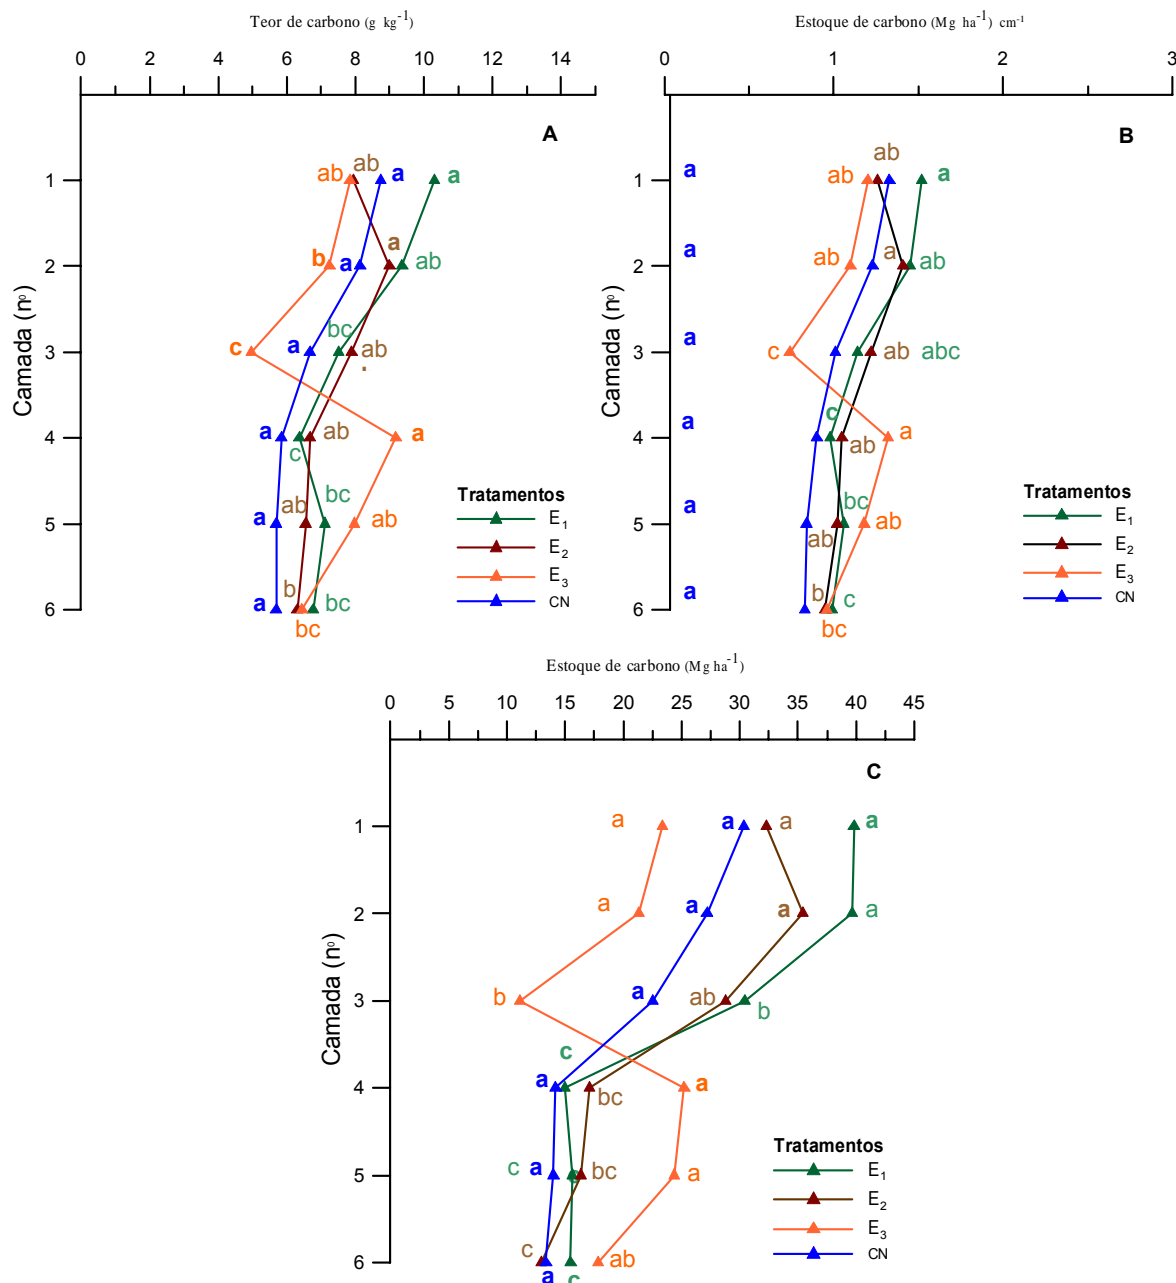 Teor de carbono (g kg-1)
0 2 4 6 8 10 12 14
A
Camada (nº)
1
ab ab a a
2
b a a ab
3
c a bc ab
4
a c ab a
5
a ab bc ab
6
a b bc bc
Tratamentos
E1
E2
E3
CN
Estoque de carbono (Mg ha-1) cm-1
0 1 2 3
B
Camada (nº)
1
a ab ab a
2
a ab a ab
3
a c ab abc
4
a c ab a
5
a ab bc ab
6
a b c bc
Tratamentos
E1
E2
E3
CN
Estoque de carbono (Mg ha-1)
0 5 10 15 20 25 30 35 40 45
C
Camada (nº)
1
a a a a
2
a a a a
3
b a ab b
4
a c bc a
5
c a bc a
6
c a c ab
Tratamentos
E1
E2
E3
CN